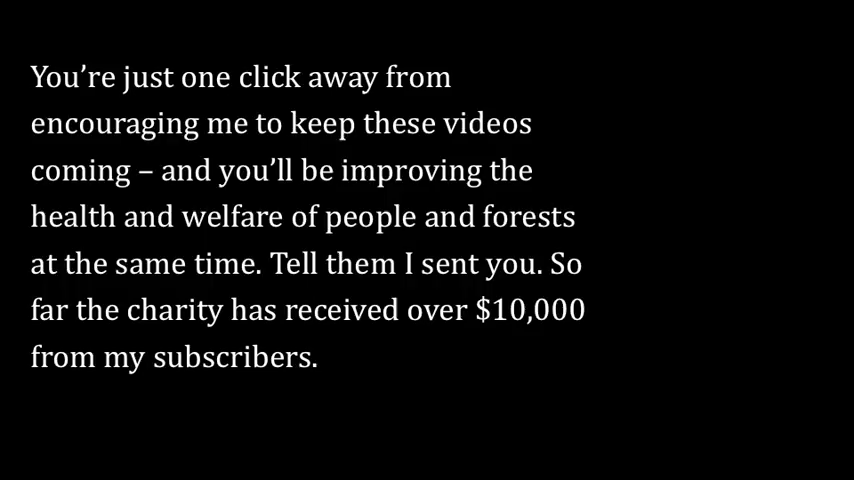 You’re just one click away from
encouraging me to keep these videos
coming – and you’ll be improving the
health and welfare of people and forests
at the same time. Tell them I sent you. So
far the charity has received over $10,000
from my subscribers.